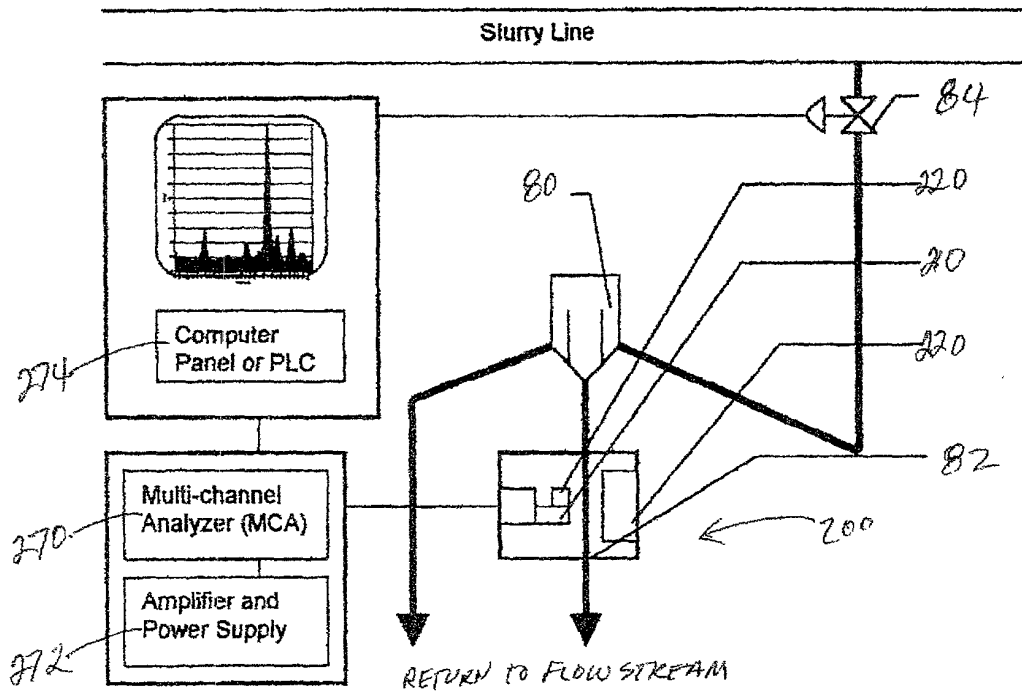 Slurry Line
84
80
220
210
220
Computer
Panel or PLC
274
82
Multi-channel
Analyzer (MCA)
270
200
Amplifier and
Power Supply
272
RETURN TO FLOW STREAM